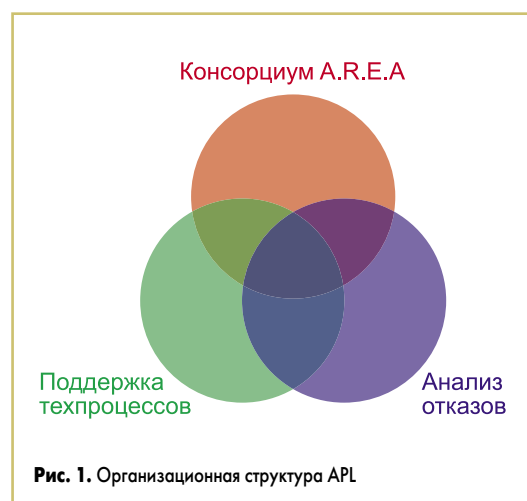 Консорциум A.R.E.A
Поддержка
техпроцессов
Анализ
отказов
Рис. 1. Организационная структура APL